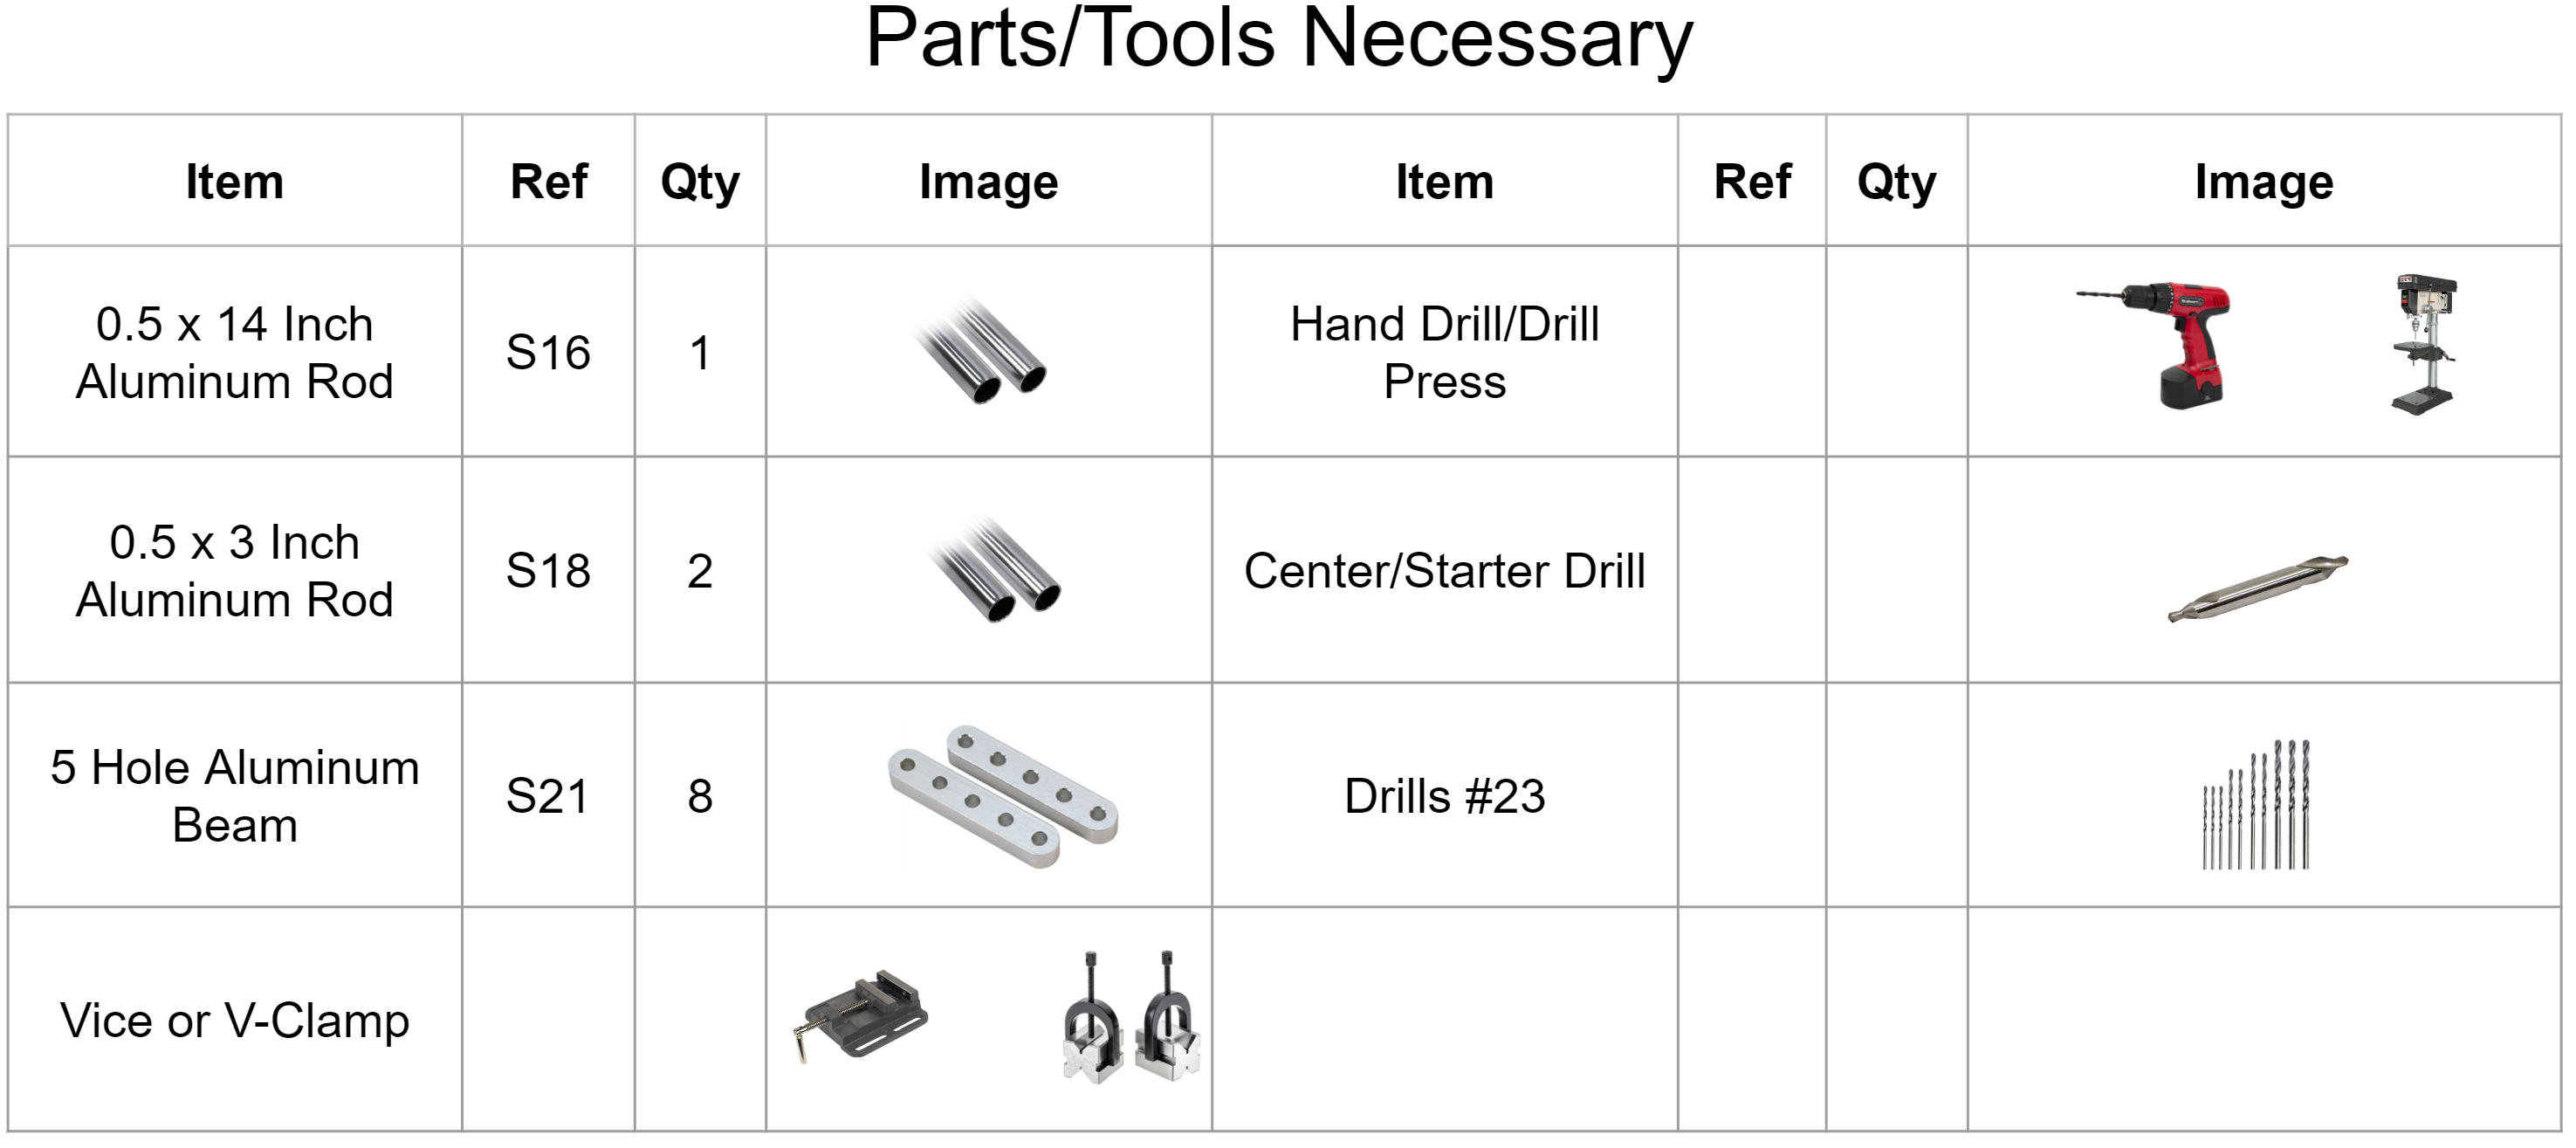 Parts/Tools Necessary
Item Ref Qty Image Item Ref Qty Image
0.5 x 14 Inch
Aluminum Rod
S16
1
Hand Drill/Drill
Press
0.5 x 3 Inch
Aluminum Rod
S18
2
Center/Starter Drill
5 Hole Aluminum
Beam
S21
8
Drills #23
Vice or V-Clamp